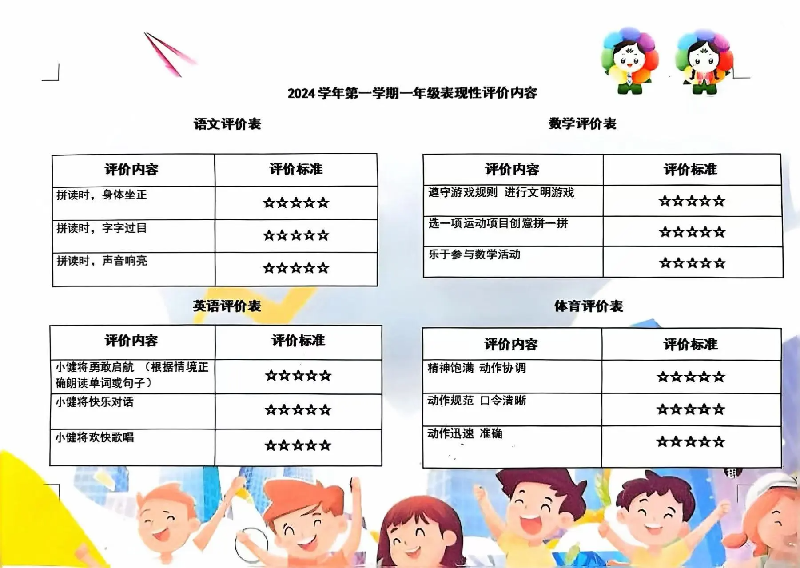 2024 学年第一学期一年级表现性评价内容
语文评价表
评价内容 评价标准
拼读时，身体坐正 ☆☆☆☆☆
拼读时，字字过目 ☆☆☆☆☆
拼读时，声音响亮 ☆☆☆☆☆
数学评价表
评价内容 评价标准
遵守游戏规则 进行文明游戏 ☆☆☆☆☆
选一项运动项目创意拼一拼 ☆☆☆☆☆
乐于参与数学活动 ☆☆☆☆☆
英语评价表
评价内容 评价标准
小健将勇敢启航 （根据情境正
确朗读单词或句子） ☆☆☆☆☆
小健将快乐对话 ☆☆☆☆☆
小健将欢快歌唱 ☆☆☆☆☆
体育评价表
评价内容 评价标准
精神饱满 动作协调 ☆☆☆☆☆
动作规范 口令清晰 ☆☆☆☆☆
动作迅速 准确 ☆☆☆☆☆